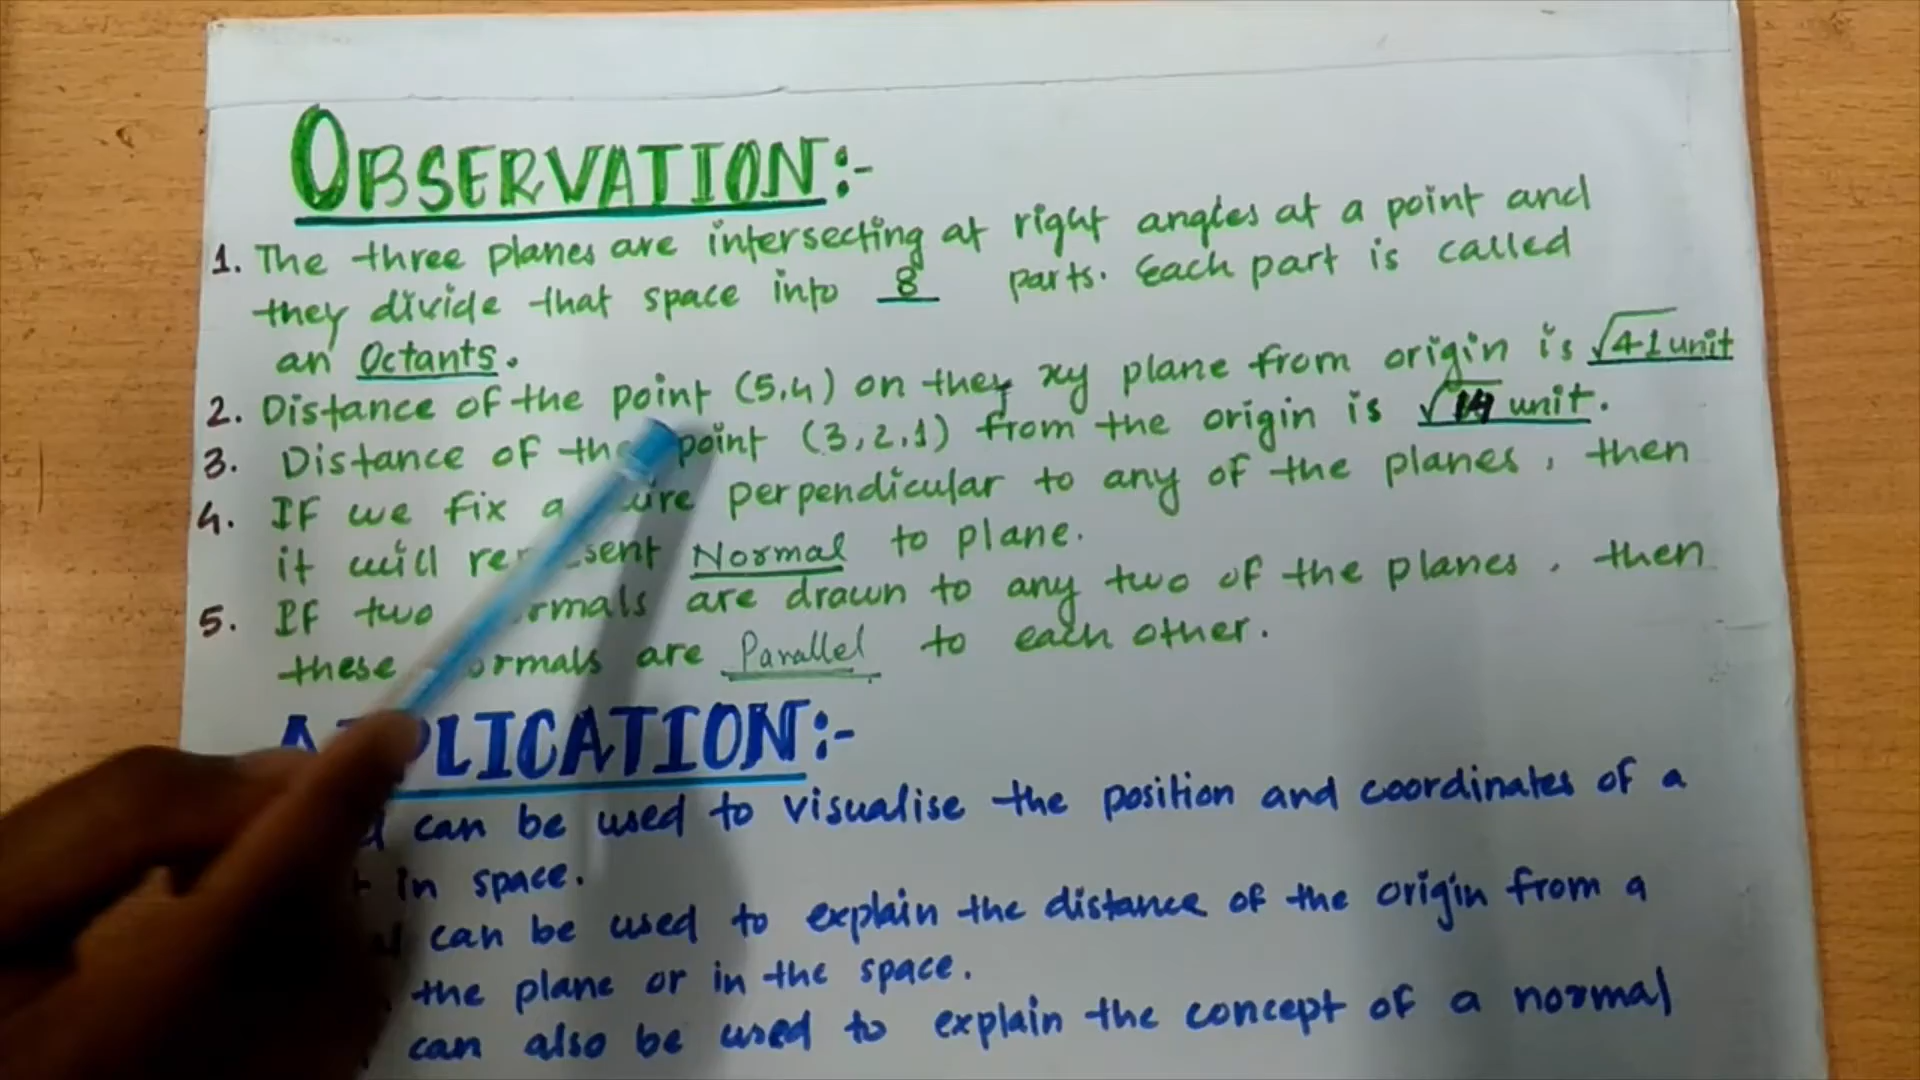 OBSERVATION:-
1. The three planes are intersecting at right angles at a point and
they divide that space into 8 parts. Each part is called
an Octants.
2. Distance of the point (5,4) on they xy plane from origin is √41 unit
3. Distance of the point (3,2,1) from the origin is √14 unit.
4. If we fix a wire perpendicular to any of the planes, then
it will represent Normal to plane.
5. If two normals are drawn to any two of the planes, then
these normals are Parallel to each other.
APPLICATION:-
can be used to visualise the position and coordinates of a
in space.
can be used to explain the distance of the origin from a
the plane or in the space.
can also be used to explain the concept of a normal